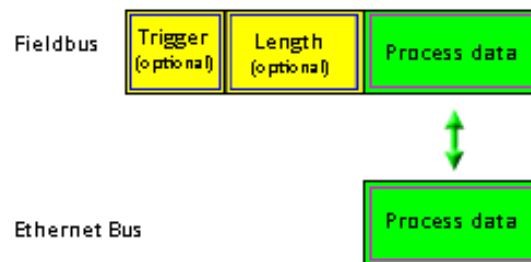 Fieldbus
Trigger
(optional)
Length
(optional)
Process data
Ethernet Bus
Process data